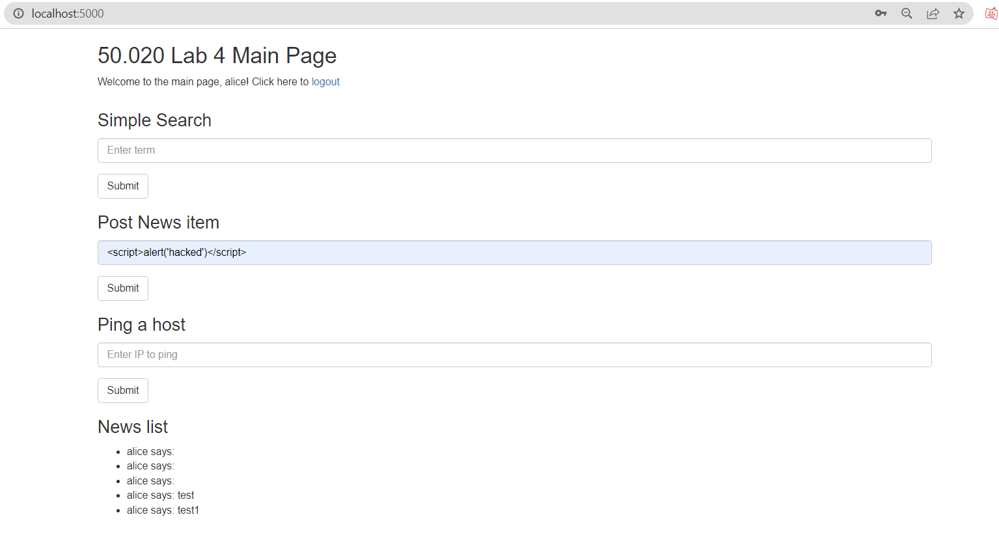 localhost:5000
50.020 Lab 4 Main Page
Welcome to the main page, alice! Click here to logout
Simple Search
Enter term
Submit
Post News item
<script>alert('hacked')</script>
Submit
Ping a host
Enter IP to ping
Submit
News list
alice says:
alice says:
alice says:
alice says: test
alice says: test1